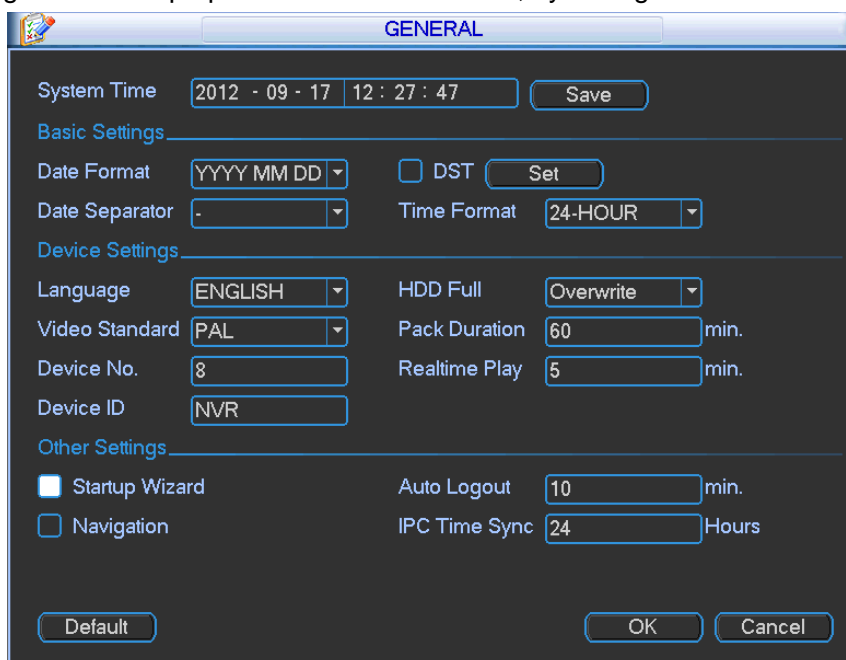 GENERAL
System Time 2012 - 09 - 17 12 : 27 : 47 Save
Basic Settings
Date Format YYYY MM DD DST Set
Date Separator - Time Format 24-HOUR
Device Settings
Language ENGLISH HDD Full Overwrite
Video Standard PAL Pack Duration 60 min.
Device No. 8 Realtime Play 5 min.
Device ID NVR
Other Settings
Startup Wizard Auto Logout 10 min.
Navigation IPC Time Sync 24 Hours
Default OK Cancel